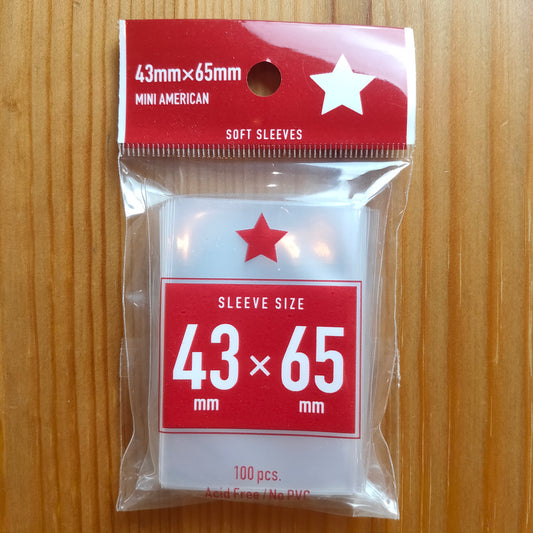 43mm×65mm
MINI AMERICAN
SOFT SLEEVES
SLEEVE SIZE
43 × 65
mm mm
100 pcs.
Acid Free / No PVC